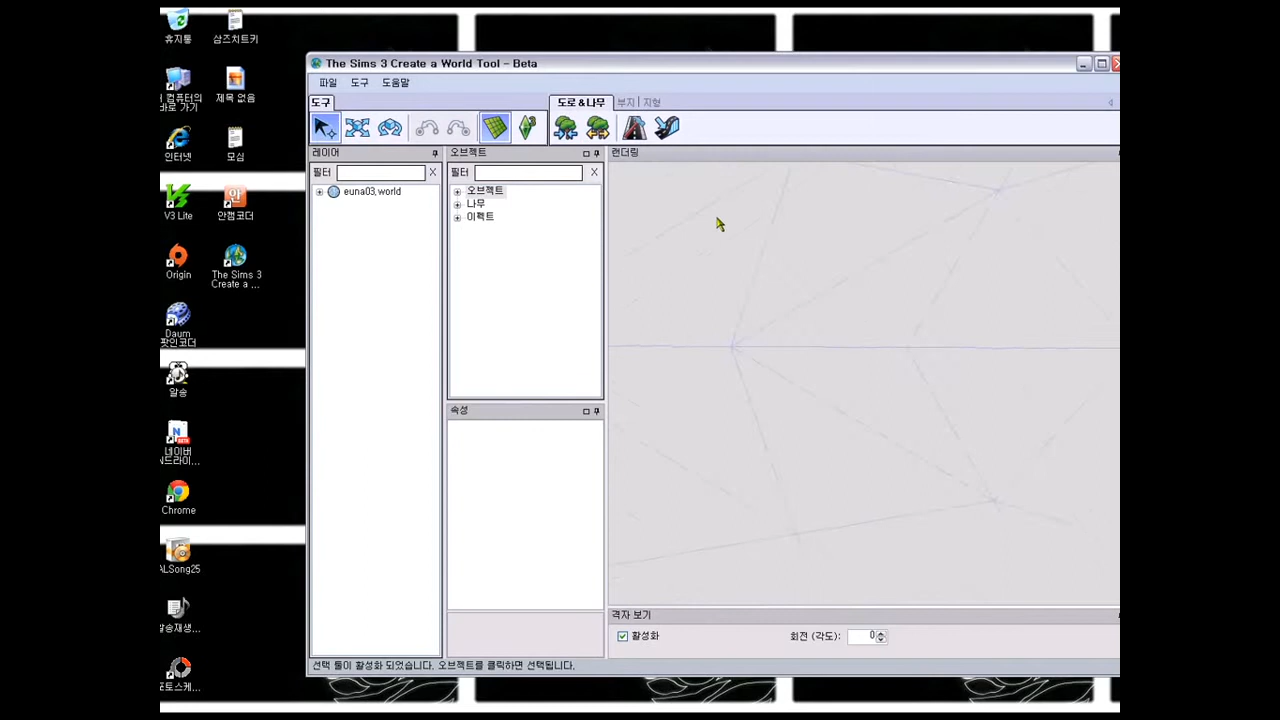 휴지통
삼즈치트키
컴퓨터의
바로 가기
제목 없음
인터넷
모심
V3 Lite
안캠코더
Origin
The Sims 3
Create a ...
Daum
팟인코더
알송
네이버
N드라이...
Chrome
ALSong25
알송재생...
포토스케...
The Sims 3 Create a World Tool - Beta
파일 도구 도움말
도구
도로 &나무 부지 지형
레이어
오브젝트
렌더링
필터
필터
euna03.world
오브젝트
나무
이펙트
속성
격자 보기
활성화
회전 (각도): 0
선택 툴이 활성화 되었습니다. 오브젝트를 클릭하면 선택됩니다.